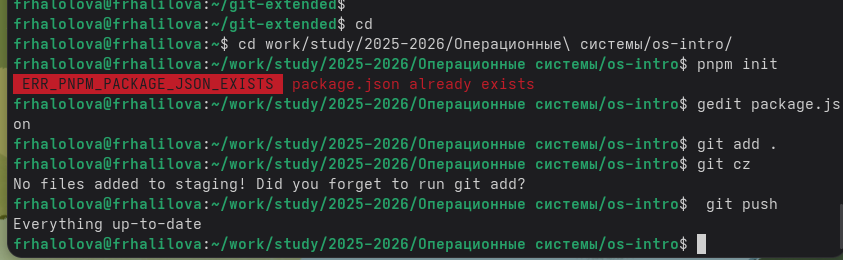 frhalolova@frhalilova:~/git-extended$
frhalolova@frhalilova:~/git-extended$ cd
frhalolova@frhalilova:~$ cd work/study/2025-2026/Операционные\ системы/os-intro/
frhalolova@frhalilova:~/work/study/2025-2026/Операционные системы/os-intro$ pnpm init
ERR_PNPM_PACKAGE_JSON_EXISTS  package.json already exists
frhalolova@frhalilova:~/work/study/2025-2026/Операционные системы/os-intro$ gedit package.js
on
frhalolova@frhalilova:~/work/study/2025-2026/Операционные системы/os-intro$ git add .
frhalolova@frhalilova:~/work/study/2025-2026/Операционные системы/os-intro$ git cz
No files added to staging! Did you forget to run git add?
frhalolova@frhalilova:~/work/study/2025-2026/Операционные системы/os-intro$  git push
Everything up-to-date
frhalolova@frhalilova:~/work/study/2025-2026/Операционные системы/os-intro$